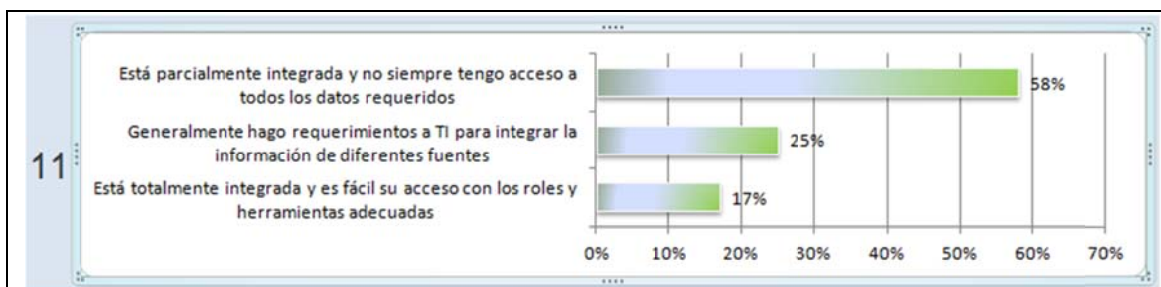 11
Está parcialmente integrada y no siempre tengo acceso a
todos los datos requeridos
58%
Generalmente hago requerimientos a TI para integrar la
información de diferentes fuentes
25%
Está totalmente integrada y es fácil su acceso con los roles y
herramientas adecuadas
17%
0% 10% 20% 30% 40% 50% 60% 70%